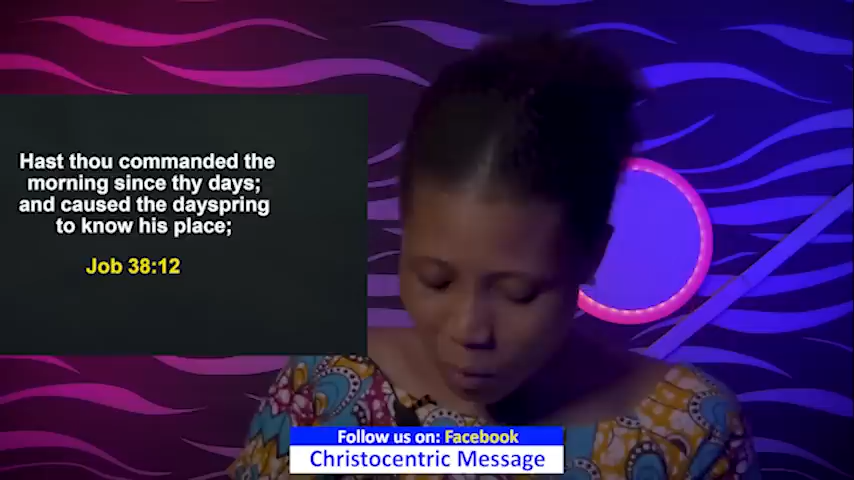 Hast thou commanded the
morning since thy days;
and caused the dayspring
to know his place;
Job 38:12
Follow us on: Facebook
Christocentric Message